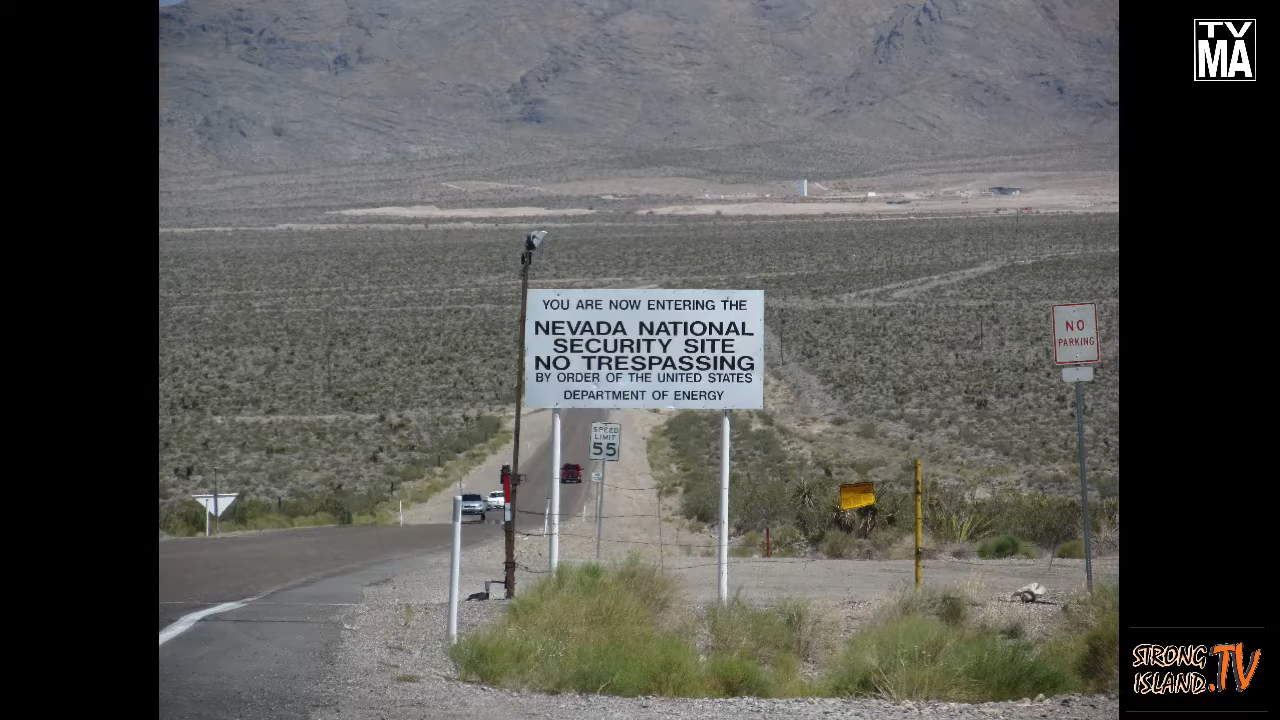 TV
MA
YOU ARE NOW ENTERING THE
NEVADA NATIONAL
SECURITY SITE
NO TRESPASSING
BY ORDER OF THE UNITED STATES
DEPARTMENT OF ENERGY
NO
PARKING
SPEED
LIMIT
55
STRONG
ISLAND.TV